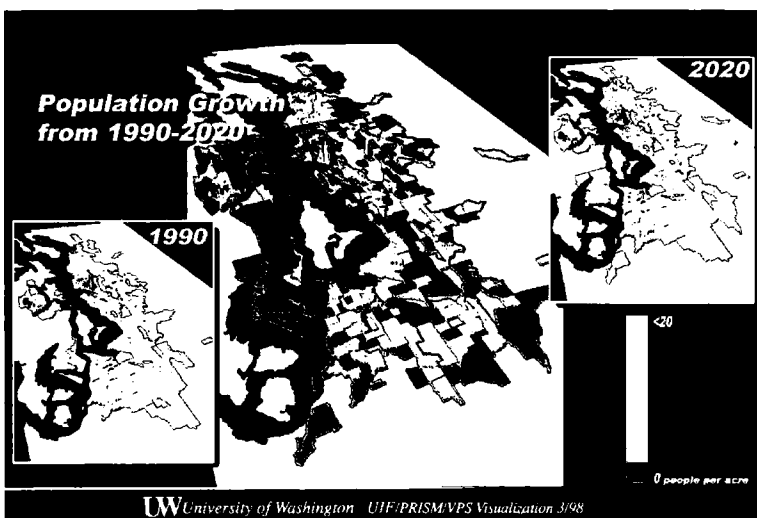 Population Growth
from 1990-2020
2020
1990
<20
0 people per acre
UW University of Washington UIF/PRISM/VPS Visualization 3/98